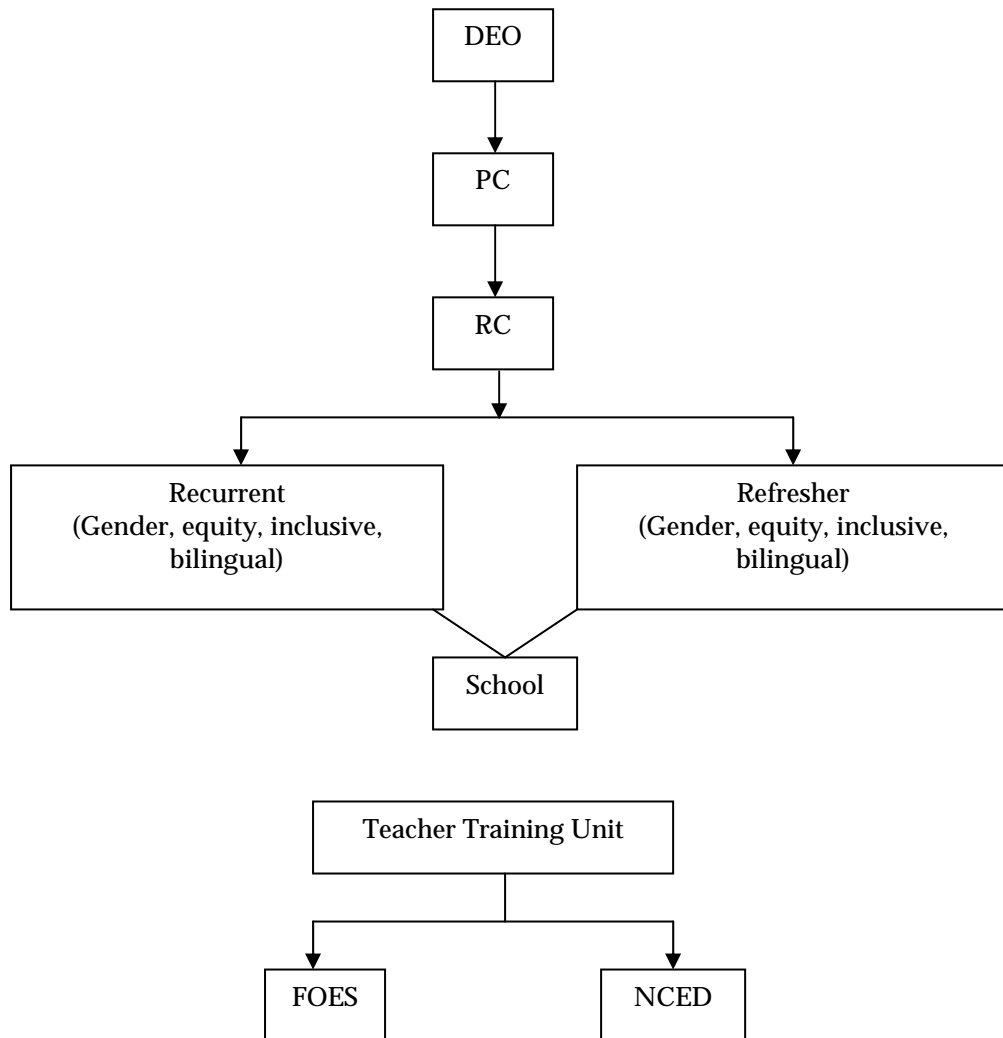 DEO
PC
RC
Recurrent
(Gender, equity, inclusive,
bilingual)
Refresher
(Gender, equity, inclusive,
bilingual)
School
Teacher Training Unit
FOES
NCED